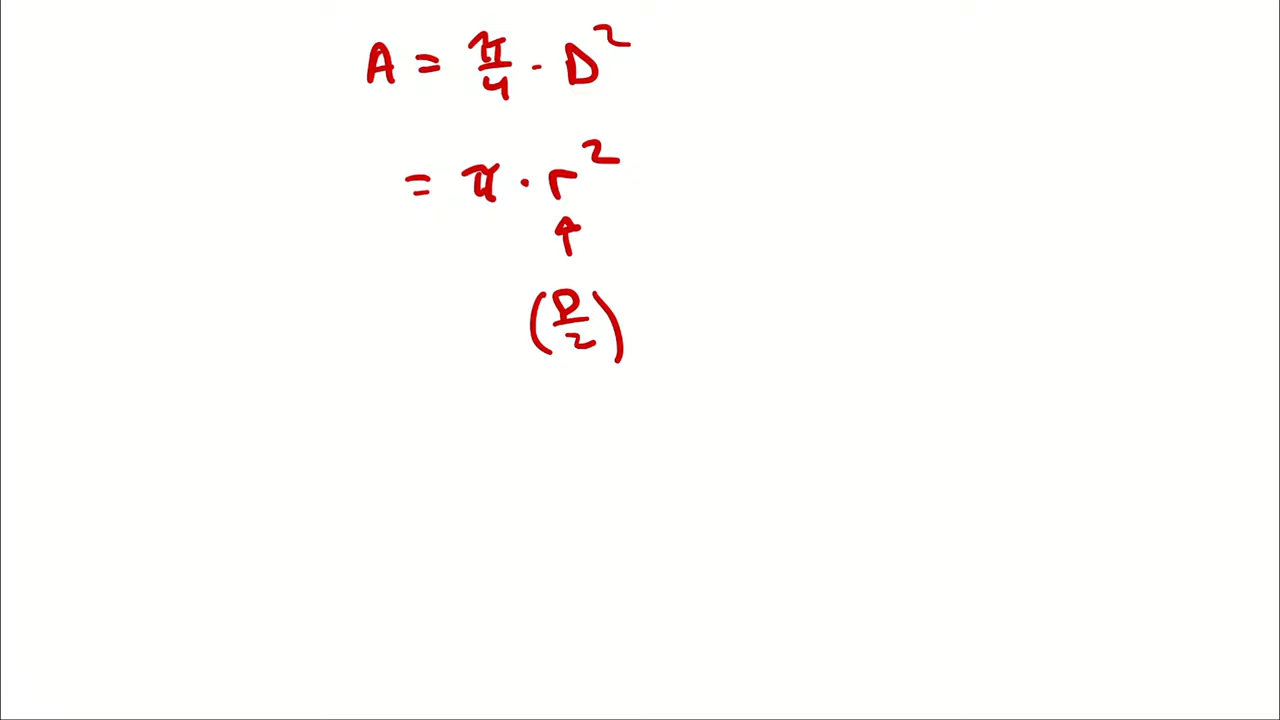 A = π/4 · D²
= π · r²
↑
(D/2)